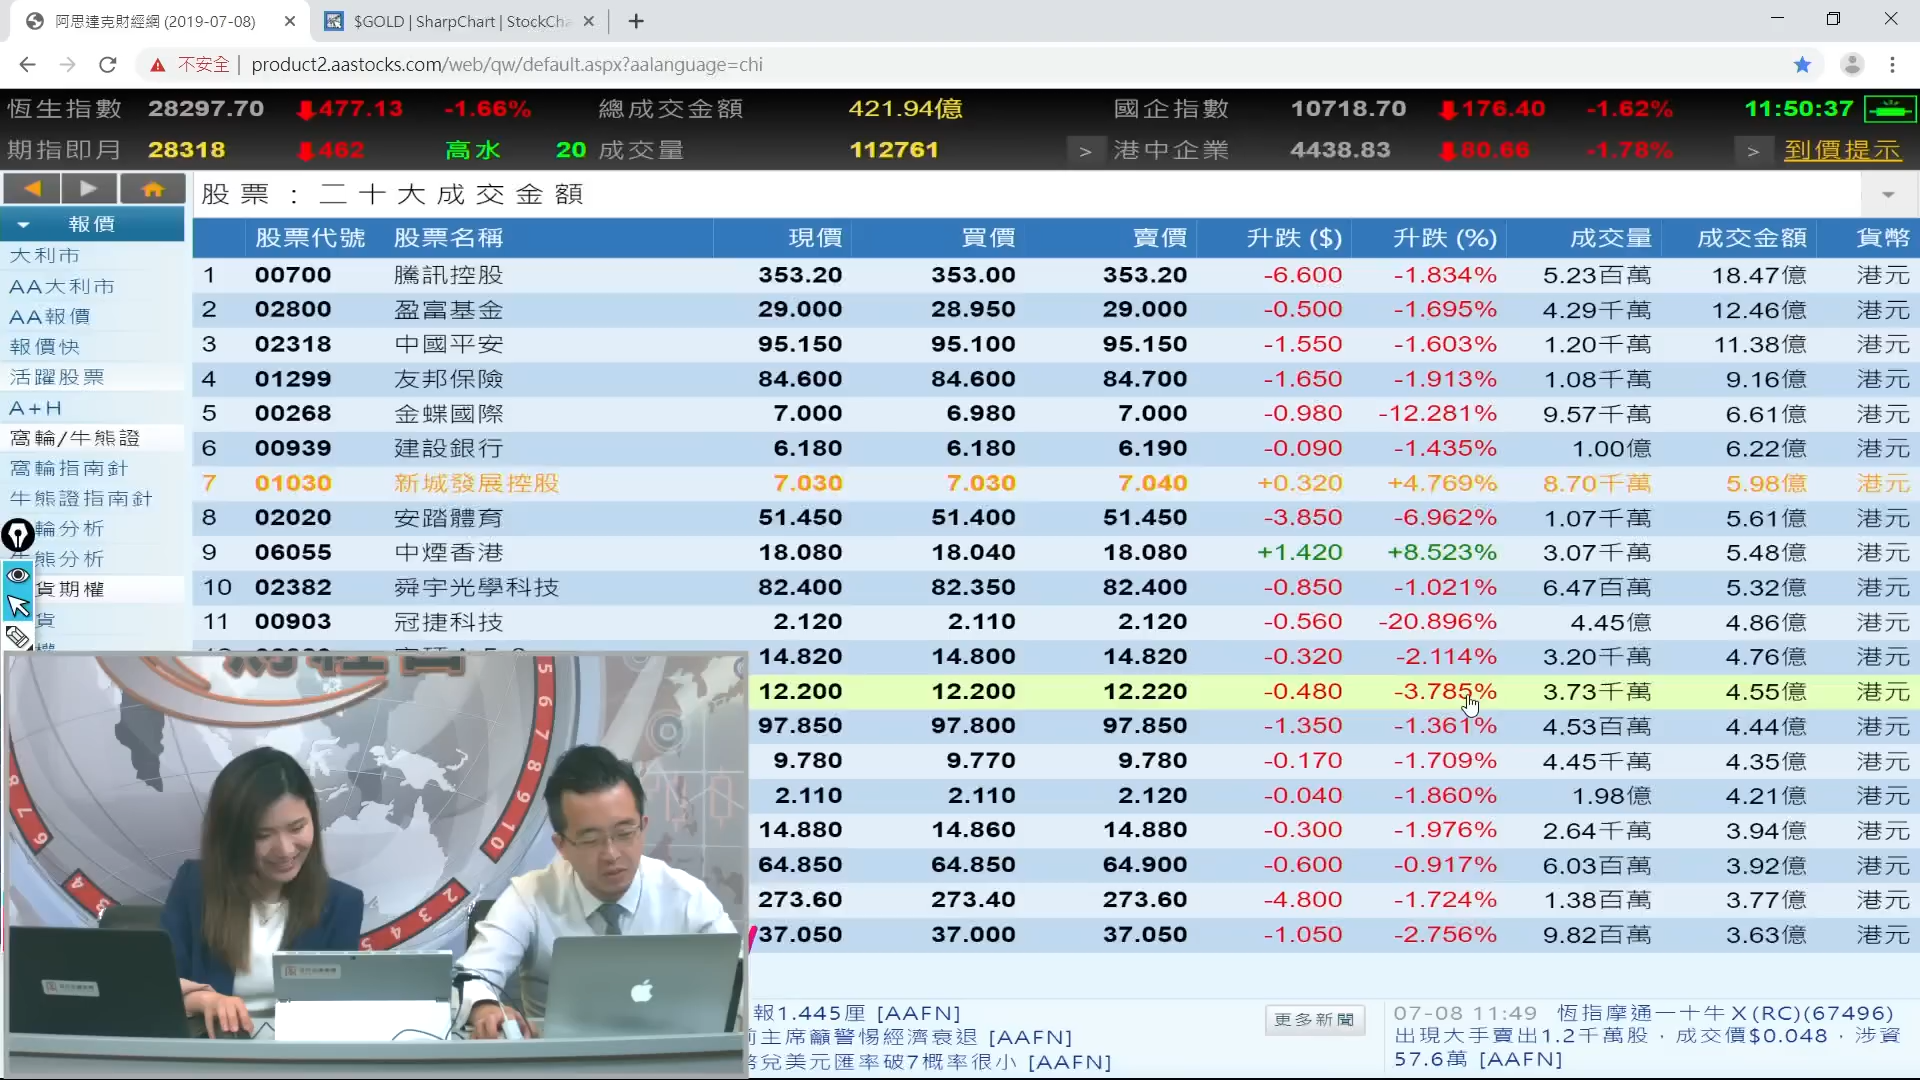 阿思達克財經網 (2019-07-08)
$GOLD | SharpChart | StockCha
不安全 | product2.aastocks.com/web/qw/default.aspx?aalanguage=chi
恆生指數 28297.70 477.13 -1.66% 總成交金額 421.94億 國企指數 10718.70 176.40 -1.62% 11:50:37
期指即月 28318 462 高水 20 成交量 112761 > 港中企業 4438.83 80.66 -1.78% > 到價提示
股票：二十大成交金額
報價
大利市
AA大利市
AA報價
報價快
活躍股票
A+H
窩輪/牛熊證
窩輪指南針
牛熊證指南針
輪分析
牛熊分析
貨期權
貨
股票代號 股票名稱 現價 買價 賣價 升跌 ($) 升跌 (%) 成交量 成交金額 貨幣
1 00700 騰訊控股 353.20 353.00 353.20 -6.600 -1.834% 5.23百萬 18.47億 港元
2 02800 盈富基金 29.000 28.950 29.000 -0.500 -1.695% 4.29千萬 12.46億 港元
3 02318 中國平安 95.150 95.100 95.150 -1.550 -1.603% 1.20千萬 11.38億 港元
4 01299 友邦保險 84.600 84.600 84.700 -1.650 -1.913% 1.08千萬 9.16億 港元
5 00268 金蝶國際 7.000 6.980 7.000 -0.980 -12.281% 9.57千萬 6.61億 港元
6 00939 建設銀行 6.180 6.180 6.190 -0.090 -1.435% 1.00億 6.22億 港元
7 01030 新城發展控股 7.030 7.030 7.040 +0.320 +4.769% 8.70千萬 5.98億 港元
8 02020 安踏體育 51.450 51.400 51.450 -3.850 -6.962% 1.07千萬 5.61億 港元
9 06055 中煙香港 18.080 18.040 18.080 +1.420 +8.523% 3.07千萬 5.48億 港元
10 02382 舜宇光學科技 82.400 82.350 82.400 -0.850 -1.021% 6.47百萬 5.32億 港元
11 00903 冠捷科技 2.120 2.110 2.120 -0.560 -20.896% 4.45億 4.86億 港元
14.820 14.800 14.820 -0.320 -2.114% 3.20千萬 4.76億 港元
12.200 12.200 12.220 -0.480 -3.785% 3.73千萬 4.55億 港元
97.850 97.800 97.850 -1.350 -1.361% 4.53百萬 4.44億 港元
9.780 9.770 9.780 -0.170 -1.709% 4.45千萬 4.35億 港元
2.110 2.110 2.120 -0.040 -1.860% 1.98億 4.21億 港元
14.880 14.860 14.880 -0.300 -1.976% 2.64千萬 3.94億 港元
64.850 64.850 64.900 -0.600 -0.917% 6.03百萬 3.92億 港元
273.60 273.40 273.60 -4.800 -1.724% 1.38百萬 3.77億 港元
37.050 37.000 37.050 -1.050 -2.756% 9.82百萬 3.63億 港元
報1.445厘 [AAFN]
前主席籲警惕經濟衰退 [AAFN]
幣兌美元匯率破7概率很小 [AAFN]
更多新聞
07-08 11:49 恆指摩通一十牛X(RC)(67496)
出現大手賣出1.2千萬股，成交價$0.048，涉資
57.6萬 [AAFN]